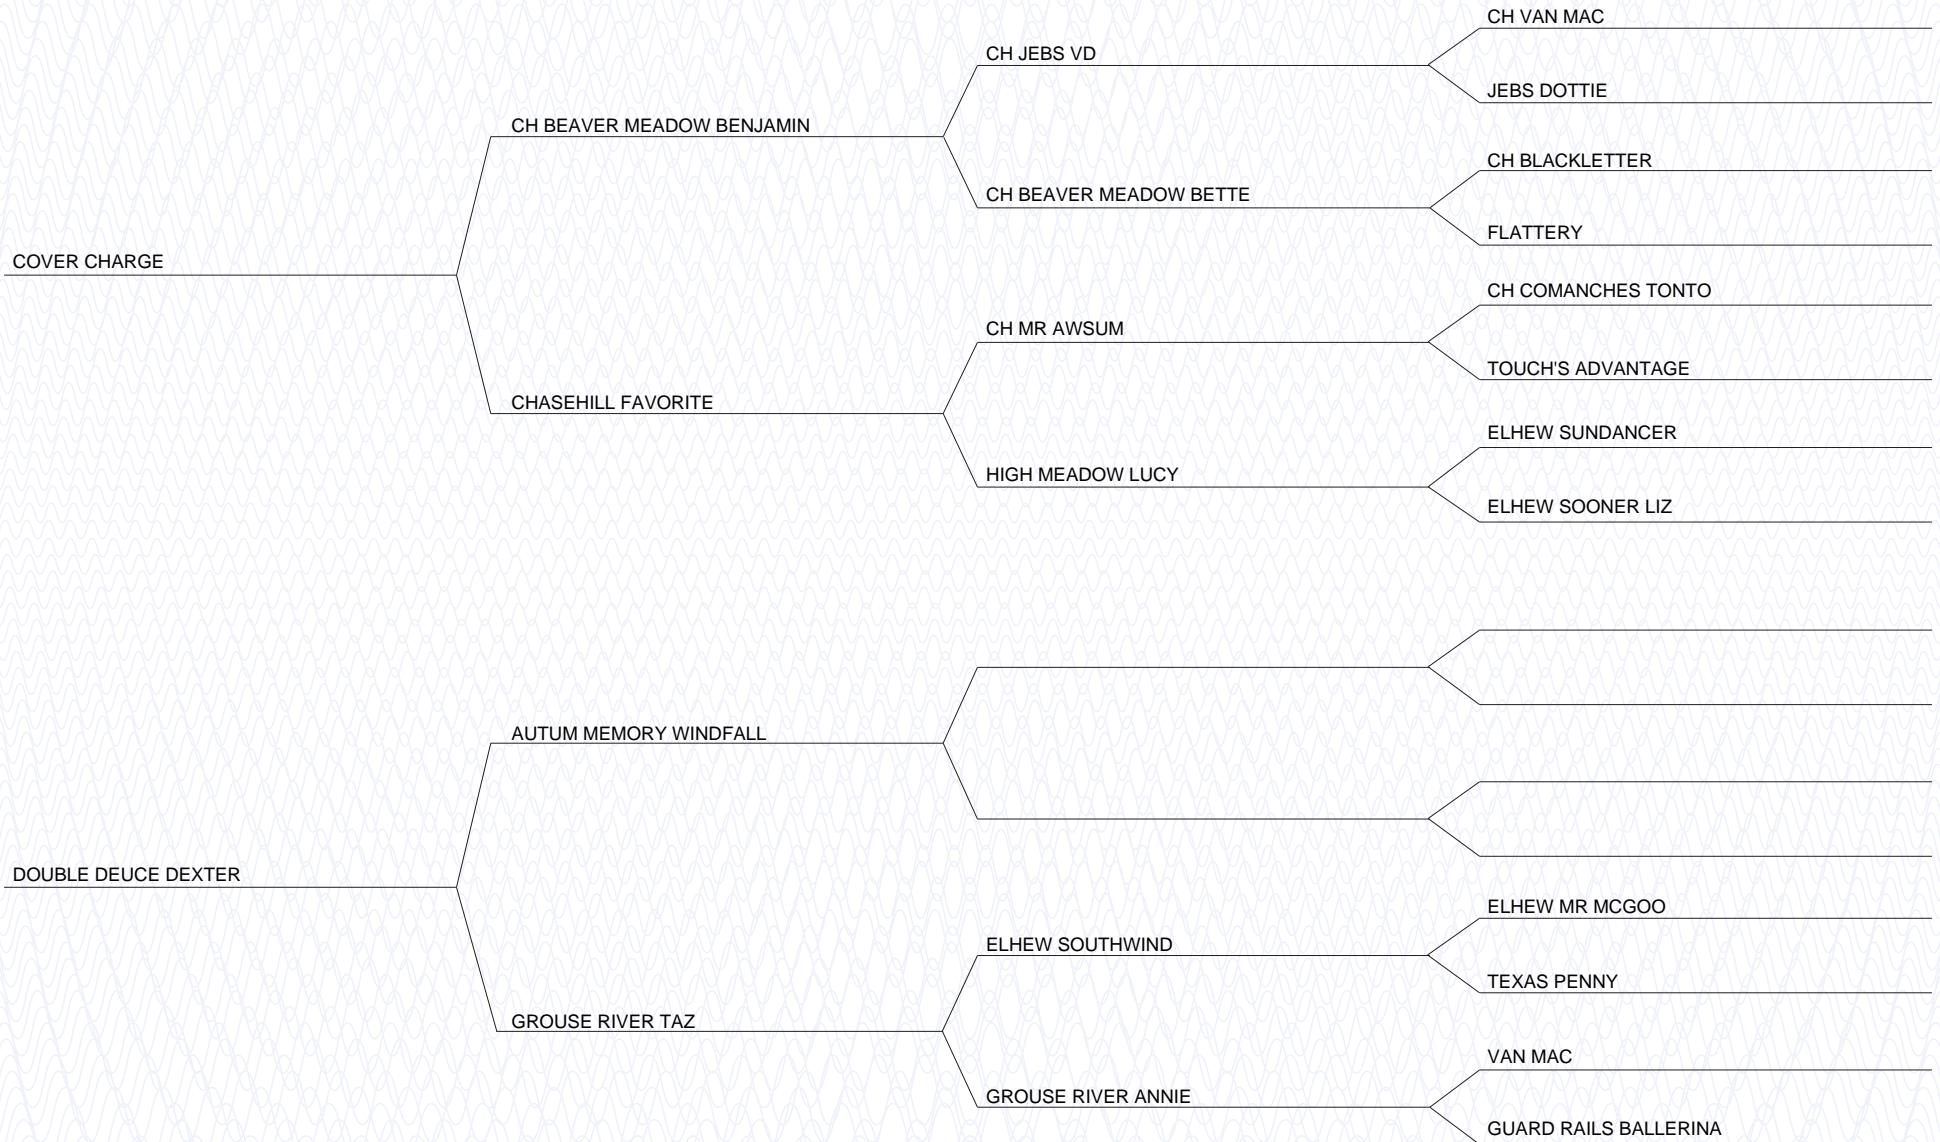 CH VAN MAC
CH JEBS VD
JEBS DOTTIE
CH BEAVER MEADOW BENJAMIN
CH BLACKLETTER
CH BEAVER MEADOW BETTE
FLATTERY
COVER CHARGE
CH COMANCHES TONTO
CH MR AWSUM
TOUCH'S ADVANTAGE
CHASEHILL FAVORITE
ELHEW SUNDANCER
HIGH MEADOW LUCY
ELHEW SOONER LIZ
AUTUM MEMORY WINDFALL
DOUBLE DEUCE DEXTER
ELHEW MR MCGOO
ELHEW SOUTHWIND
TEXAS PENNY
GROUSE RIVER TAZ
VAN MAC
GROUSE RIVER ANNIE
GUARD RAILS BALLERINA